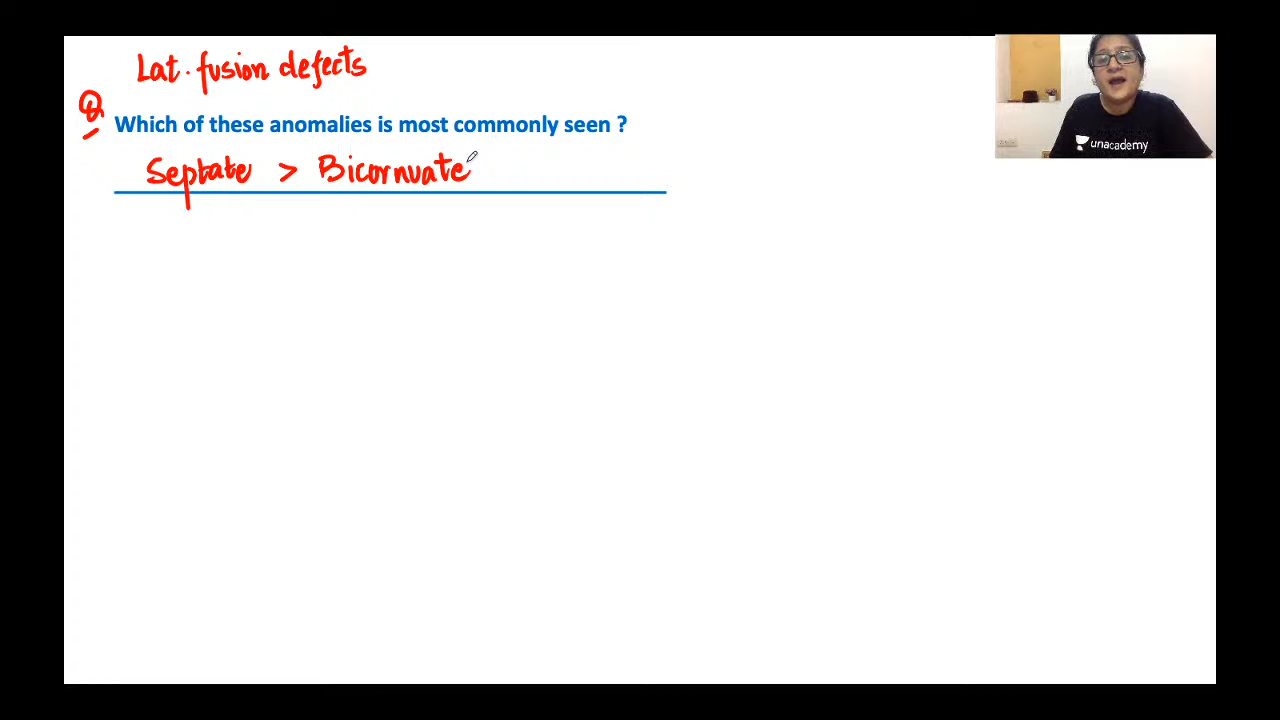 Lat. fusion defects
Q
Which of these anomalies is most commonly seen ?
Septate > Bicornuate
unacademy